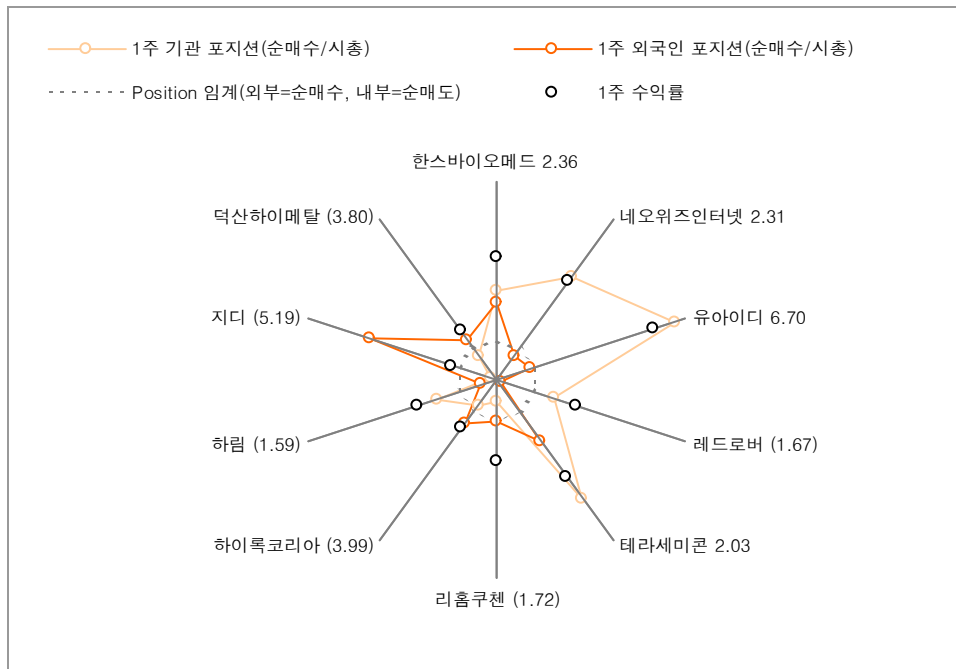 1주 기관 포지션(순매수/시총)
1주 외국인 포지션(순매수/시총)
Position 임계(외부=순매수, 내부=순매도)
1주 수익률
한스바이오메드 2.36
덕산하이메탈 (3.80)
네오위즈인터넷 2.31
지디 (5.19)
유아이디 6.70
하림 (1.59)
레드로버 (1.67)
하이록코리아 (3.99)
테라세미콘 2.03
리홈쿠첸 (1.72)